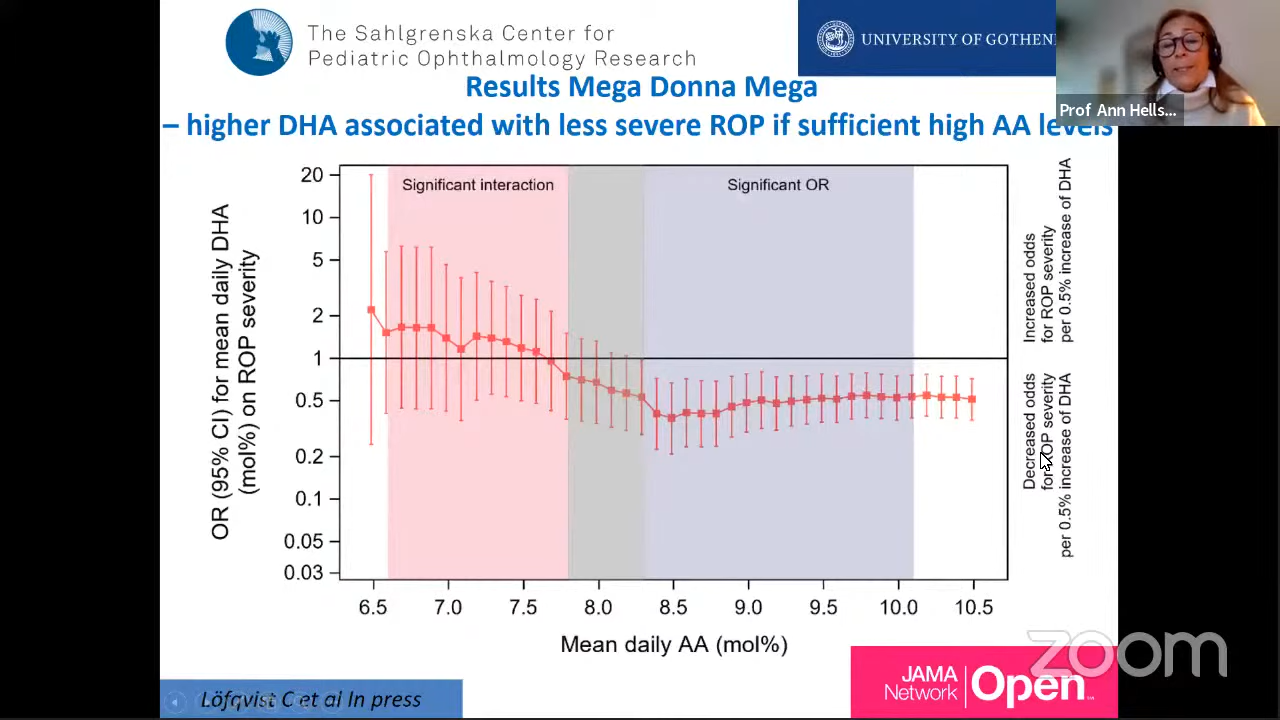 The Sahlgrenska Center for
Pediatric Ophthalmology Research
UNIVERSITY OF GOTHEN
Prof Ann Hells...
Results Mega Donna Mega
– higher DHA associated with less severe ROP if sufficient high AA levels
OR (95% CI) for mean daily DHA
(mol%) on ROP severity
20
10
5
2
1
0.5
0.2
0.1
0.05
0.03
Significant interaction
Significant OR
Increased odds
for ROP severity
per 0.5% increase of DHA
Decreased odds
for ROP severity
per 0.5% increase of DHA
6.5 7.0 7.5 8.0 8.5 9.0 9.5 10.0 10.5
Mean daily AA (mol%)
zoom
JAMA
Network
Open
Löfqvist C et al In press